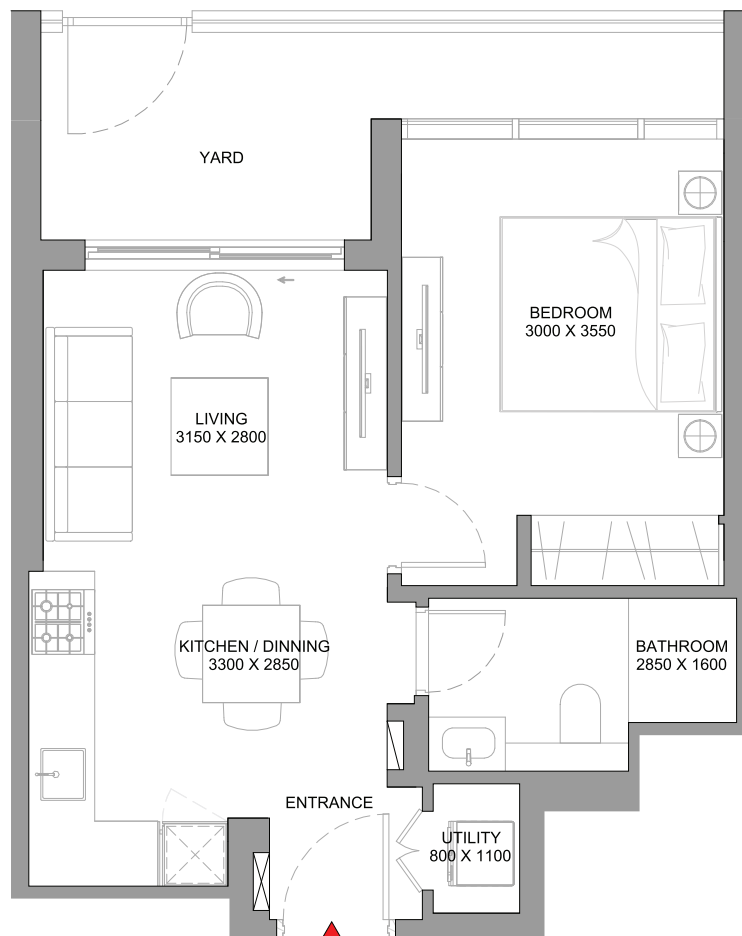 YARD
BEDROOM
3000 X 3550
LIVING
3150 X 2800
KITCHEN / DINNING
3300 X 2850
BATHROOM
2850 X 1600
ENTRANCE
UTILITY
800 X 1100